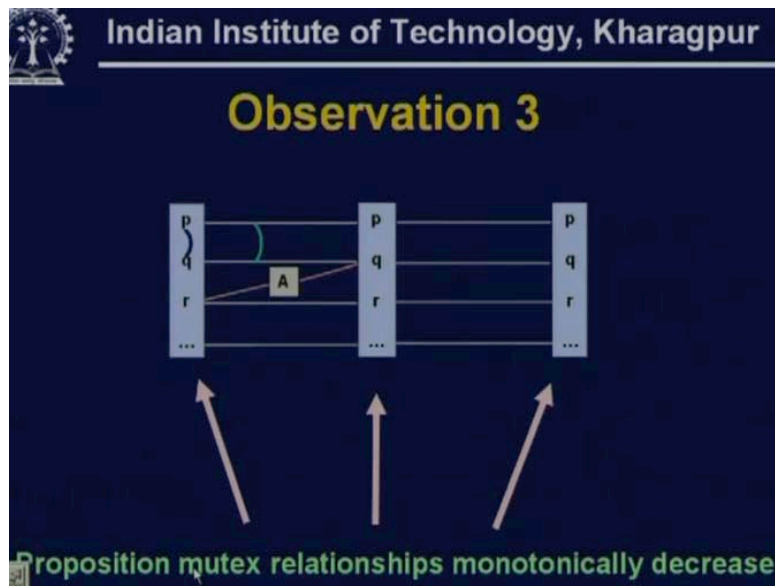 Indian Institute of Technology, Kharagpur
Observation 3
p p p
q q q
A
r r r
... ... ...
Proposition mutex relationships monotonically decrease